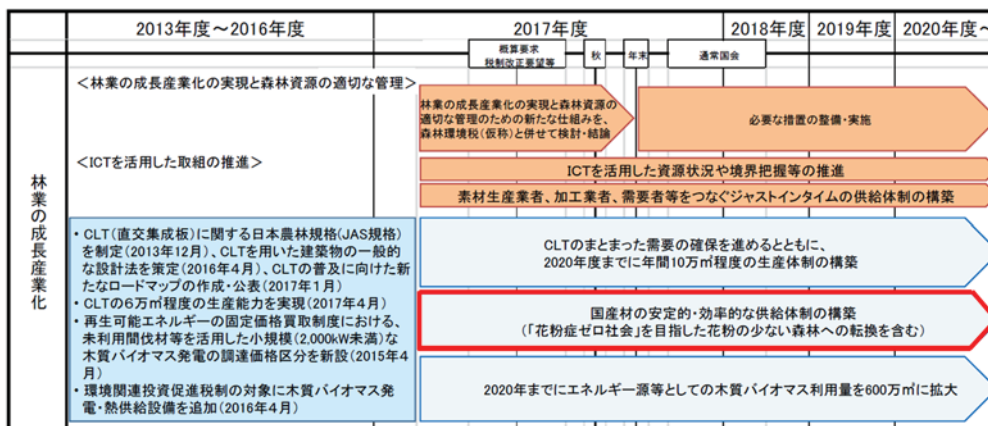 2013年度~2016年度
2017年度
2018年度
2019年度
2020年度~
概算要求
税制改正要望等
秋
年末
通常国会
林業の成長産業化
<林業の成長産業化の実現と森林資源の適切な管理>
林業の成長産業化の実現と森林資源の
適切な管理のための新たな仕組みを、
森林環境税(仮称)と併せて検討・結論
必要な措置の整備・実施
<ICTを活用した取組の推進>
ICTを活用した資源状況や境界把握等の推進
素材生産業者、加工業者、需要者等をつなぐジャストインタイムの供給体制の構築
・CLT(直交集成板)に関する日本農林規格(JAS規格)
を制定(2013年12月)、CLTを用いた建築物の一般的
な設計法を策定(2016年4月)、CLTの普及に向けた新
たなロードマップの作成・公表(2017年1月)
・CLTの6万㎥程度の生産能力を実現(2017年4月)
・再生可能エネルギーの固定価格買取制度における、
未利用間伐材等を活用した小規模(2,000kW未満)な
木質バイオマス発電の調達価格区分を新設(2015年4
月)
・環境関連投資促進税制の対象に木質バイオマス発
電・熱供給設備を追加(2016年4月)
CLTのまとまった需要の確保を進めるとともに、
2020年度までに年間10万㎥程度の生産体制の構築
国産材の安定的・効率的な供給体制の構築
(「花粉症ゼロ社会」を目指した花粉の少ない森林への転換を含む)
2020年までにエネルギー源等としての木質バイオマス利用量を600万㎥に拡大